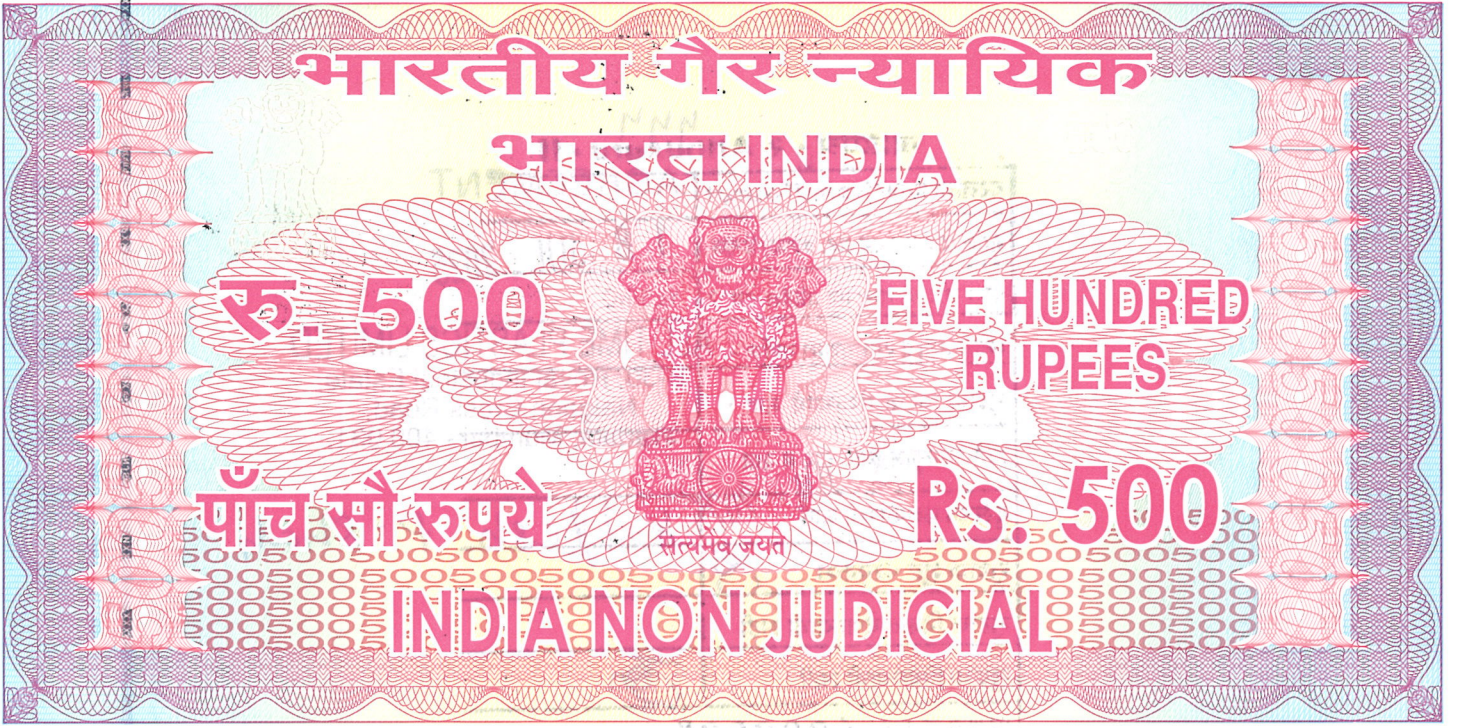 भारतीय गैर न्यायिक
भारत INDIA
रु. 500
FIVE HUNDRED
RUPEES
पाँच सौ रुपये
Rs. 500
सत्यमेव जयते
INDIA NON JUDICIAL